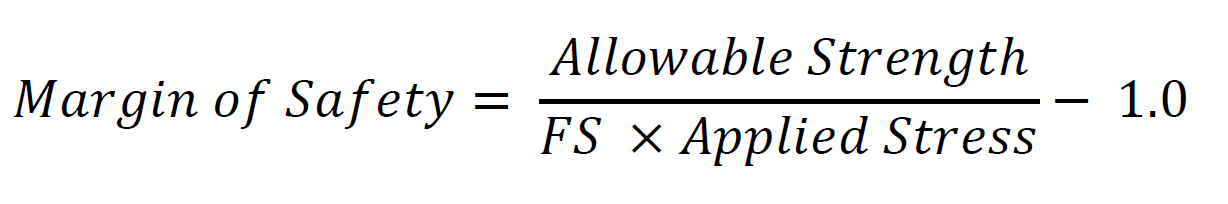 Margin of Safety = Allowable Strength / FS × Applied Stress − 1.0